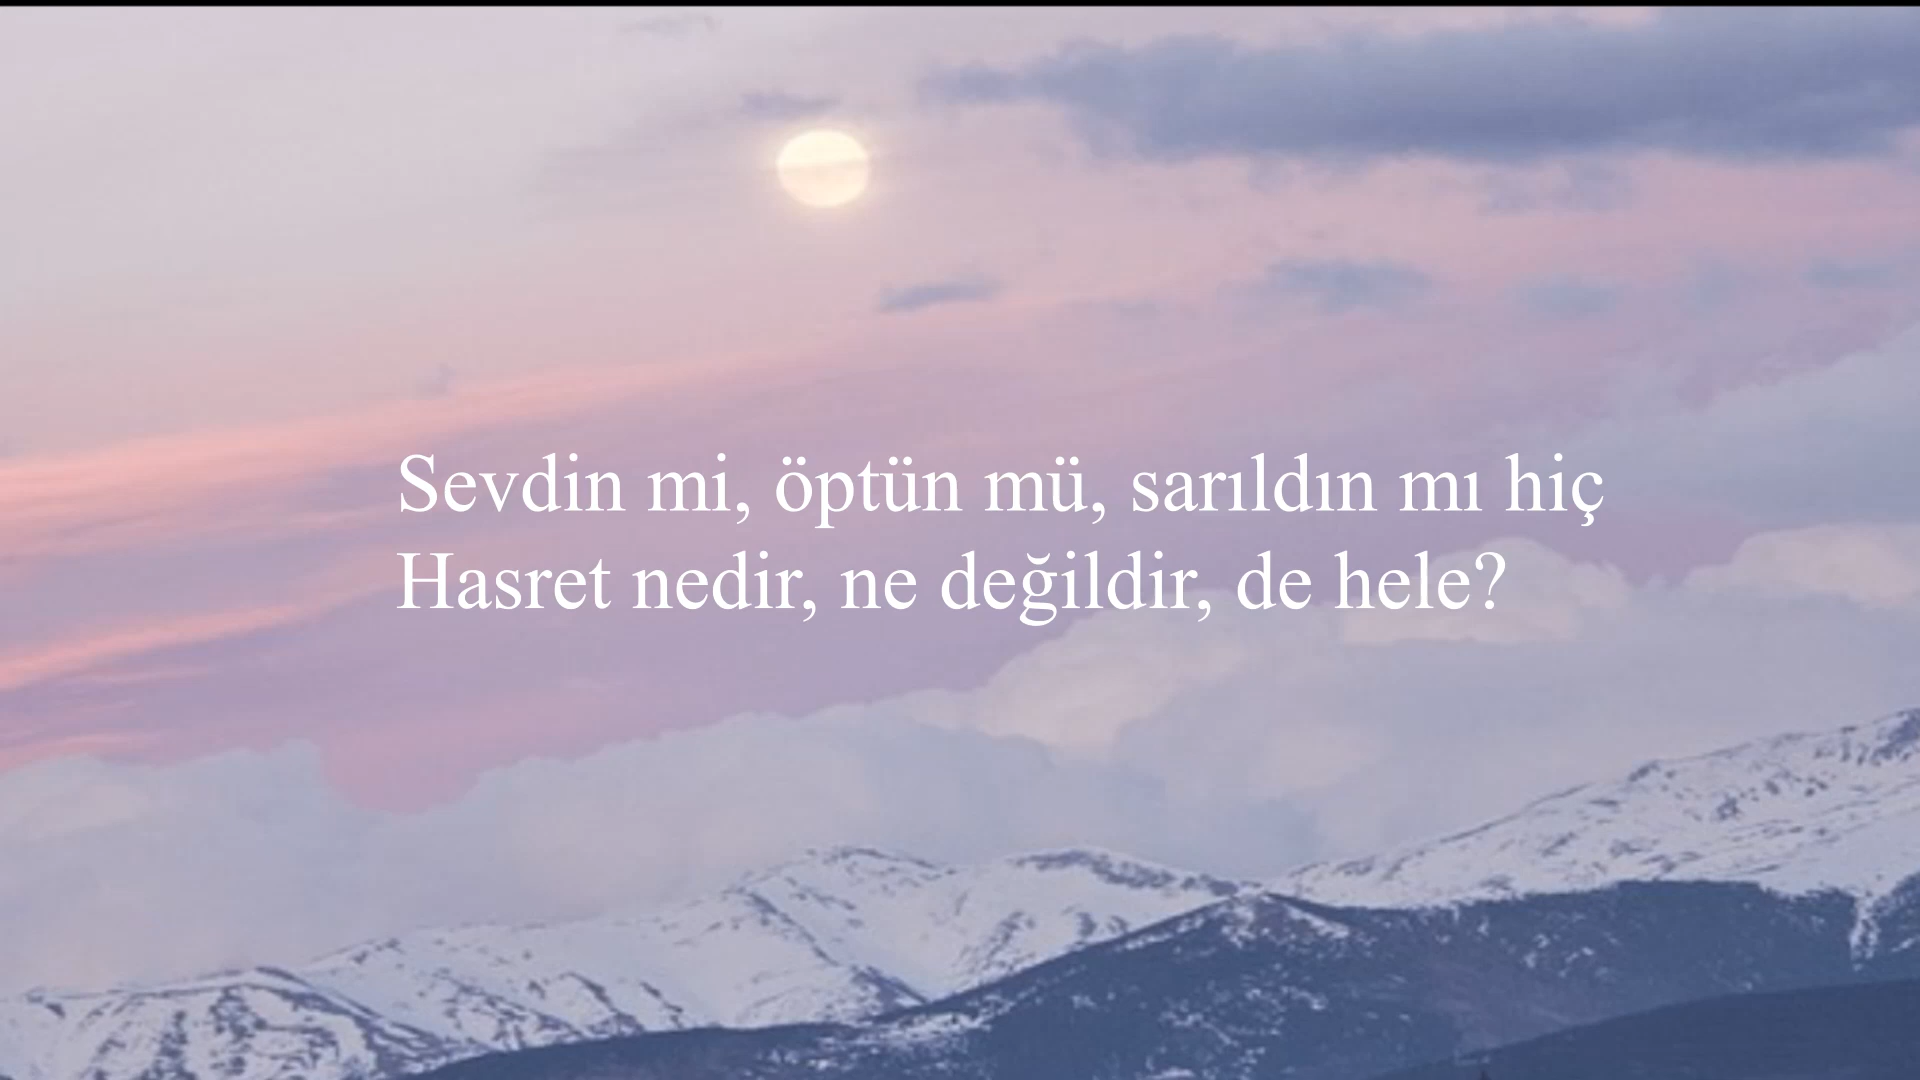 Sevdin mi, öptün mü, sarıldın mı hiç
Hasret nedir, ne değildir, de hele?